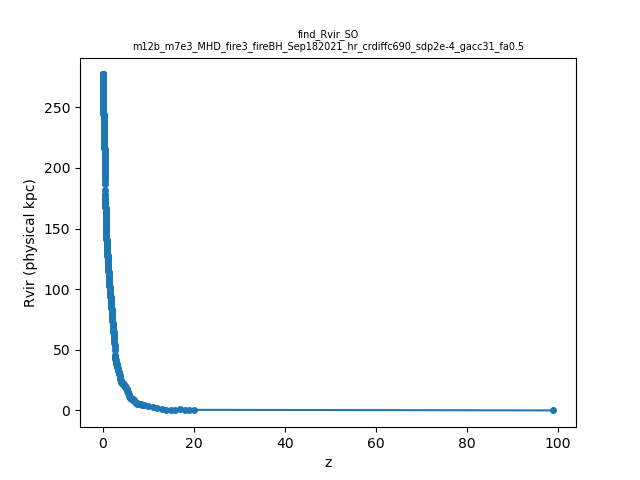 find_Rvir_SO
m12b_m7e3_MHD_fire3_fireBH_Sep182021_hr_crdiffc690_sdp2e-4_gacc31_fa0.5
250
200
150
100
50
0
Rvir (physical kpc)
0 20 40 60 80 100
z